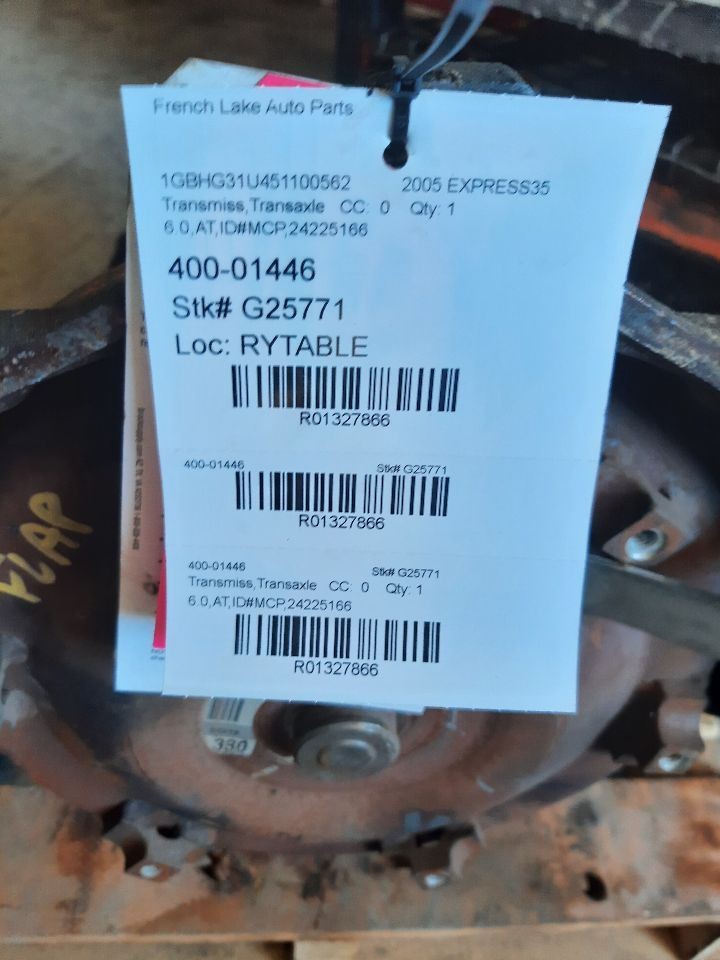 French Lake Auto Parts
1GBHG31U451100562 2005 EXPRESS35
Transmiss,Transaxle CC: 0 Qty: 1
6.0,AT,ID#MCP,24225166
400-01446
Stk# G25771
Loc: RYTABLE
R01327866
400-01446 Stk# G25771
R01327866
400-01446 Stk# G25771
Transmiss,Transaxle CC: 0 Qty: 1
6.0,AT,ID#MCP,24225166
R01327866
FLAP
330